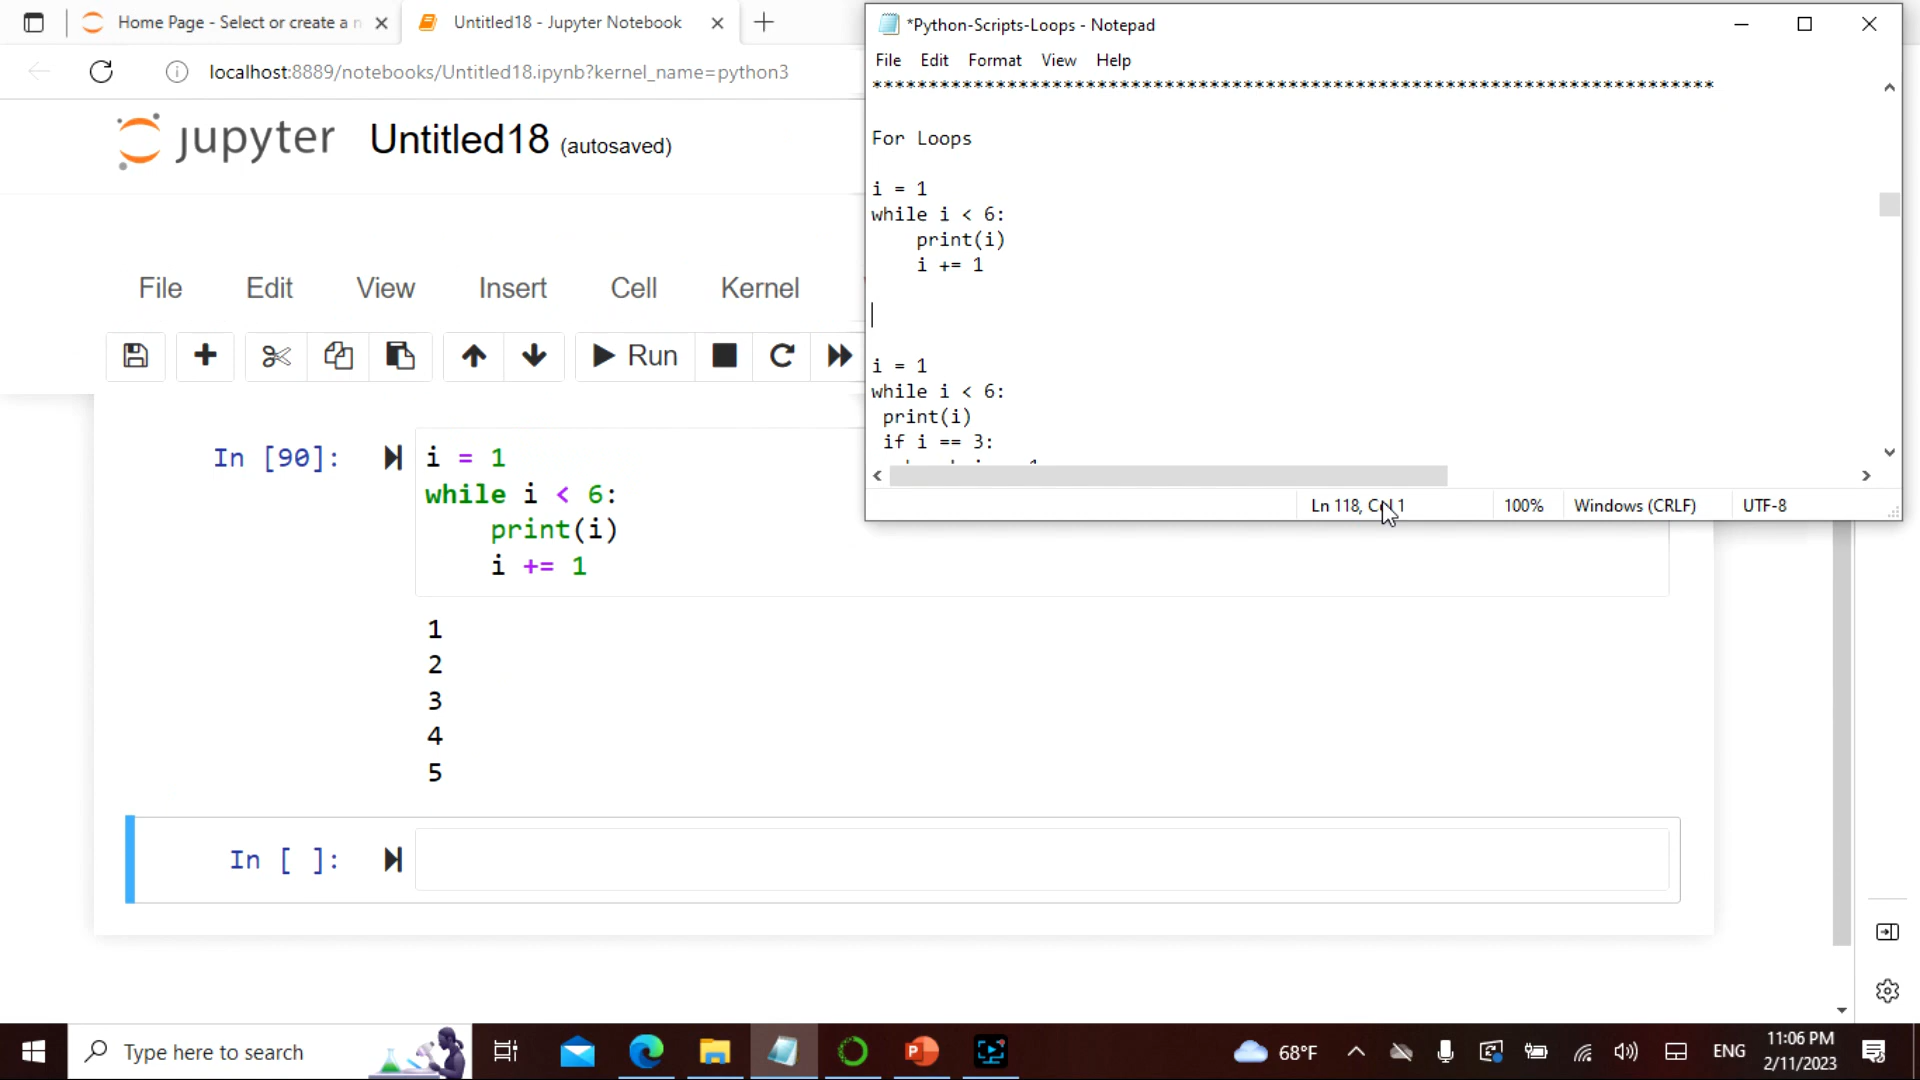 Home Page - Select or create a n
Untitled18 - Jupyter Notebook
localhost:8889/notebooks/Untitled18.ipynb?kernel_name=python3
jupyter Untitled18 (autosaved)
File Edit View Insert Cell Kernel
Run
In [90]:
i = 1
while i < 6:
    print(i)
    i += 1
1
2
3
4
5
In [ ]:
*Python-Scripts-Loops - Notepad
File Edit Format View Help
***************************************************************************
For Loops
i = 1
while i < 6:
    print(i)
    i += 1
i = 1
while i < 6:
 print(i)
 if i == 3:
Ln 118, Col 1 100% Windows (CRLF) UTF-8
Type here to search
68°F
ENG
11:06 PM
2/11/2023